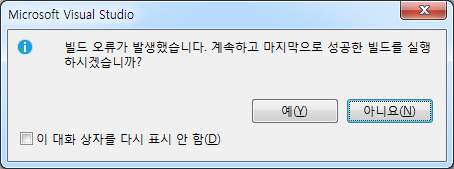 Microsoft Visual Studio
빌드 오류가 발생했습니다. 계속하고 마지막으로 성공한 빌드를 실행
하시겠습니까?
예(Y)
아니요(N)
이 대화 상자를 다시 표시 안 함(D)